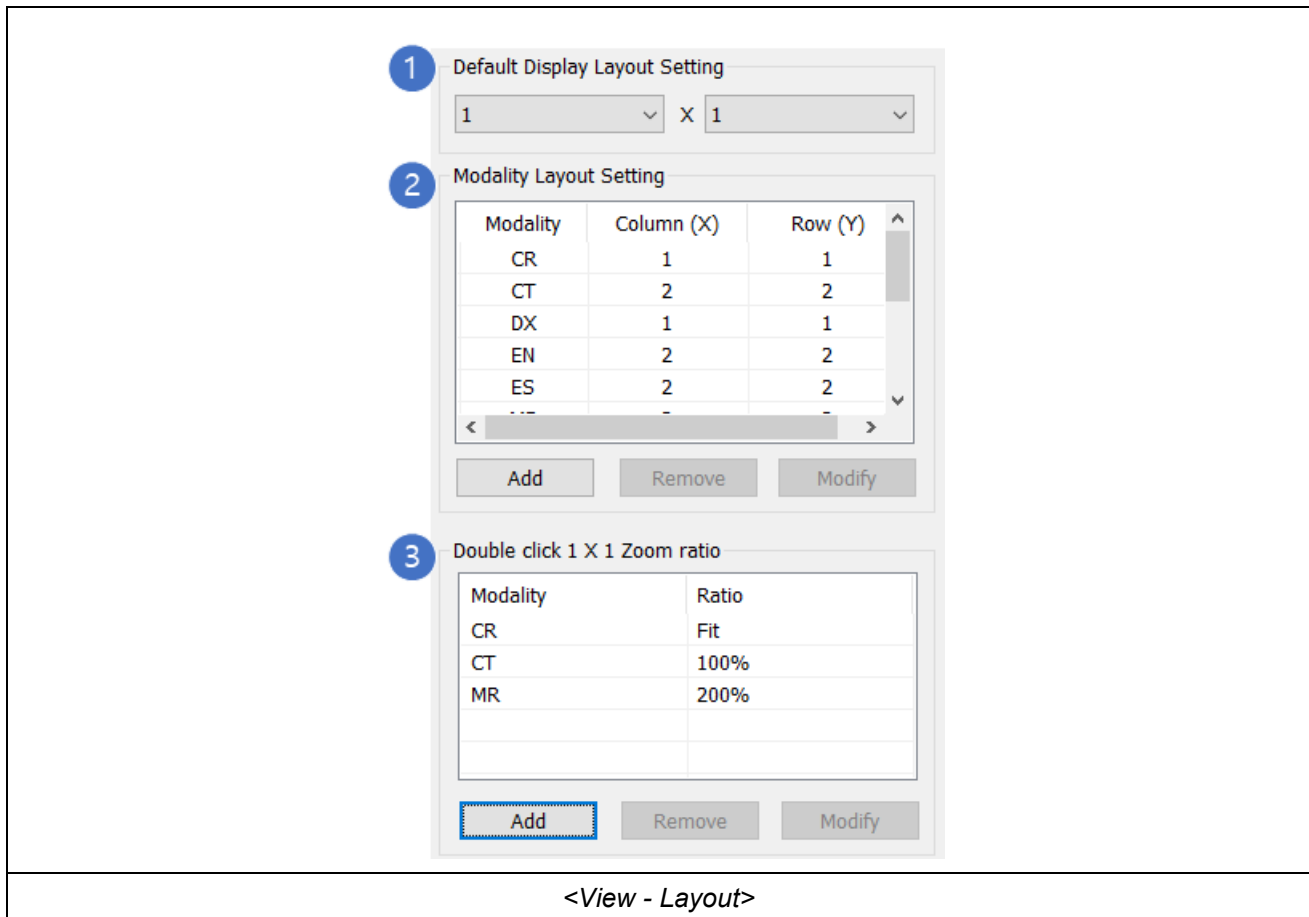 1 Default Display Layout Setting
1 X 1
2 Modality Layout Setting
Modality Column (X) Row (Y)
CR 1 1
CT 2 2
DX 1 1
EN 2 2
ES 2 2
Add Remove Modify
3 Double click 1 X 1 Zoom ratio
Modality Ratio
CR Fit
CT 100%
MR 200%
Add Remove Modify
<View - Layout>